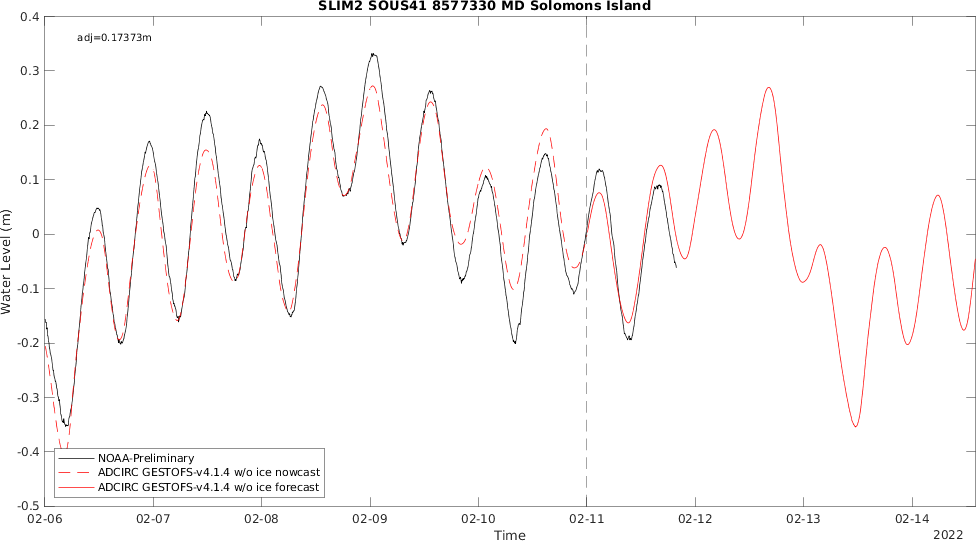 SLIM2 SOUS41 8577330 MD Solomons Island
adj=0.17373m
0.4
0.3
0.2
0.1
0
-0.1
-0.2
-0.3
-0.4
-0.5
Water Level (m)
NOAA-Preliminary
ADCIRC GESTOFS-v4.1.4 w/o ice nowcast
ADCIRC GESTOFS-v4.1.4 w/o ice forecast
02-06 02-07 02-08 02-09 02-10 02-11 02-12 02-13 02-14
Time
2022